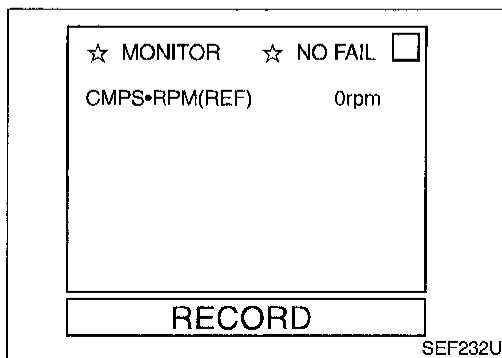 ☆ MONITOR ☆ NO FAIL
CMPS•RPM(REF) 0rpm
RECORD
SEF232U